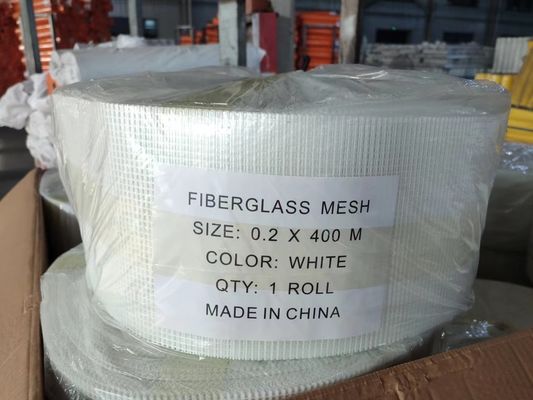 FIBERGLASS MESH
SIZE: 0.2 X 400 M
COLOR: WHITE
QTY: 1 ROLL
MADE IN CHINA